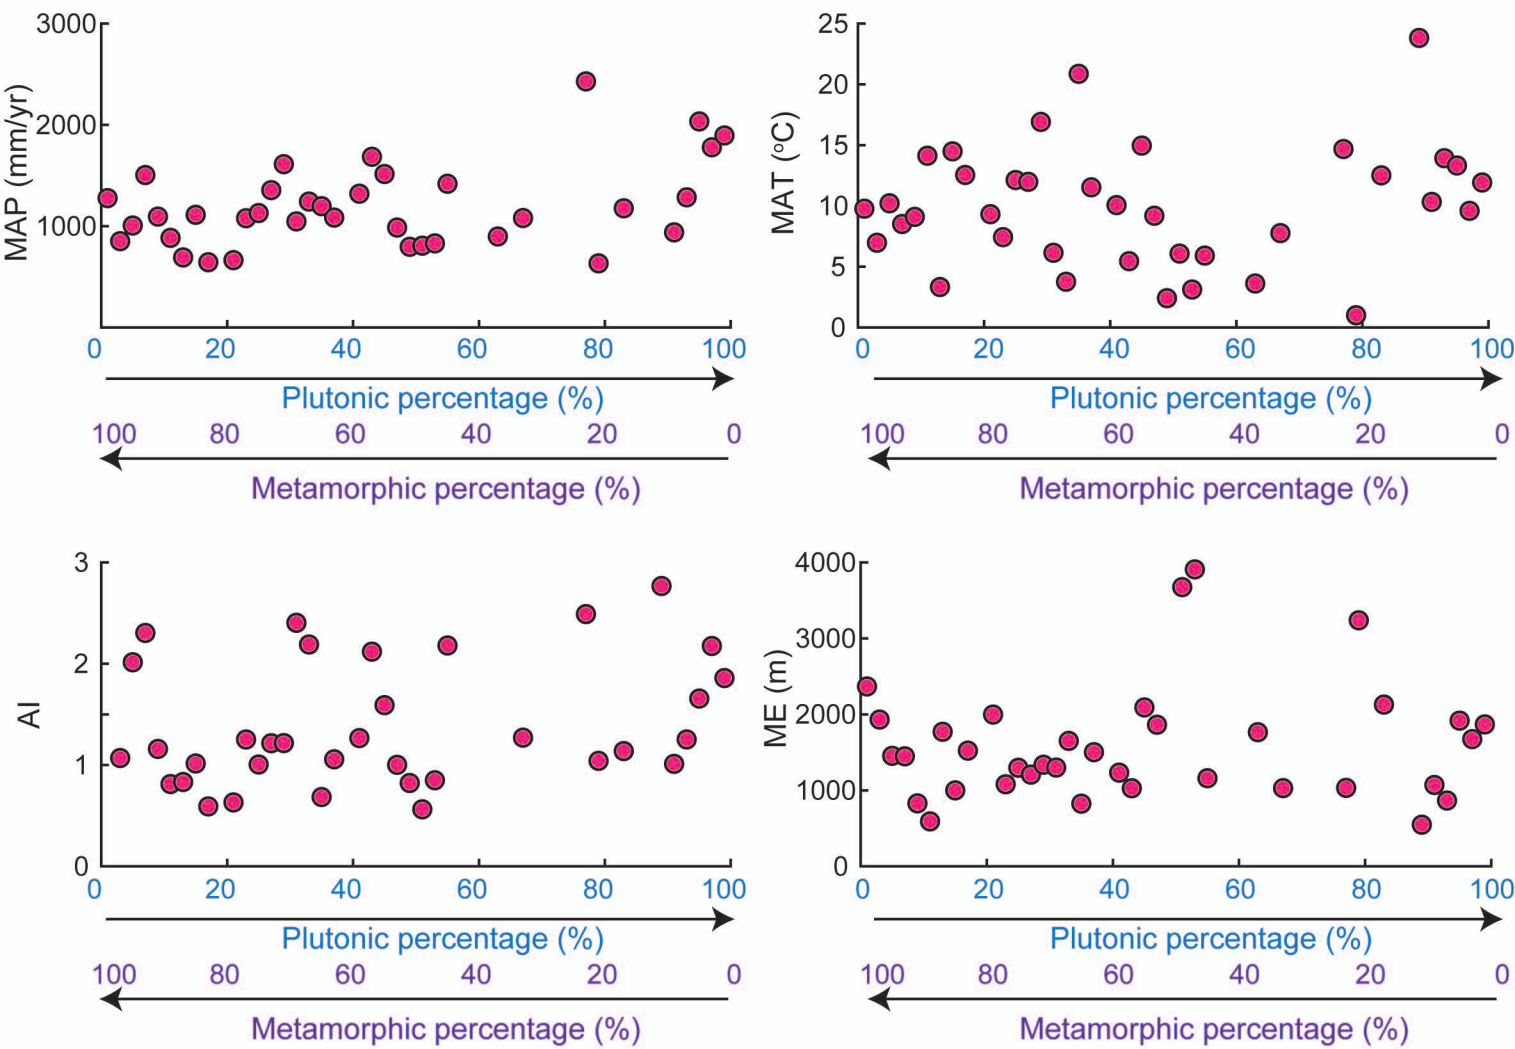 3000
2000
1000
MAP (mm/yr)
0 20 40 60 80 100
Plutonic percentage (%)
100 80 60 40 20 0
Metamorphic percentage (%)
25
20
15
10
5
0
MAT (°C)
0 20 40 60 80 100
Plutonic percentage (%)
100 80 60 40 20 0
Metamorphic percentage (%)
3
2
1
0
AI
0 20 40 60 80 100
Plutonic percentage (%)
100 80 60 40 20 0
Metamorphic percentage (%)
4000
3000
2000
1000
0
ME (m)
0 20 40 60 80 100
Plutonic percentage (%)
100 80 60 40 20 0
Metamorphic percentage (%)